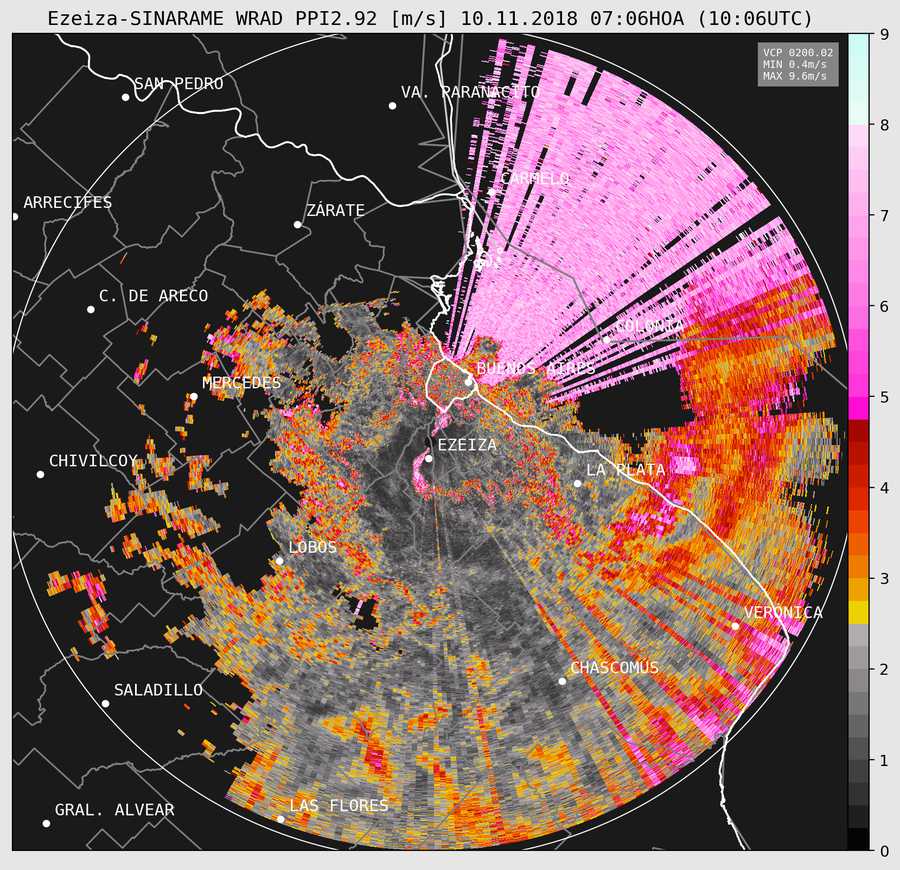 Ezeiza-SINARAME WRAD PPI2.92 [m/s] 10.11.2018 07:06HOA (10:06UTC)
VCP 0200.02
MIN 0.4m/s
MAX 9.6m/s
SAN PEDRO
VA. PARANACITO
CARMELO
ARRECIFES
ZÁRATE
C. DE ARECO
COLONIA
BUENOS AIRES
MERCEDES
EZEIZA
CHIVILCOY
LA PLATA
LOBOS
VERÓNICA
CHASCOMÚS
SALADILLO
LAS FLORES
GRAL. ALVEAR
9
8
7
6
5
4
3
2
1
0